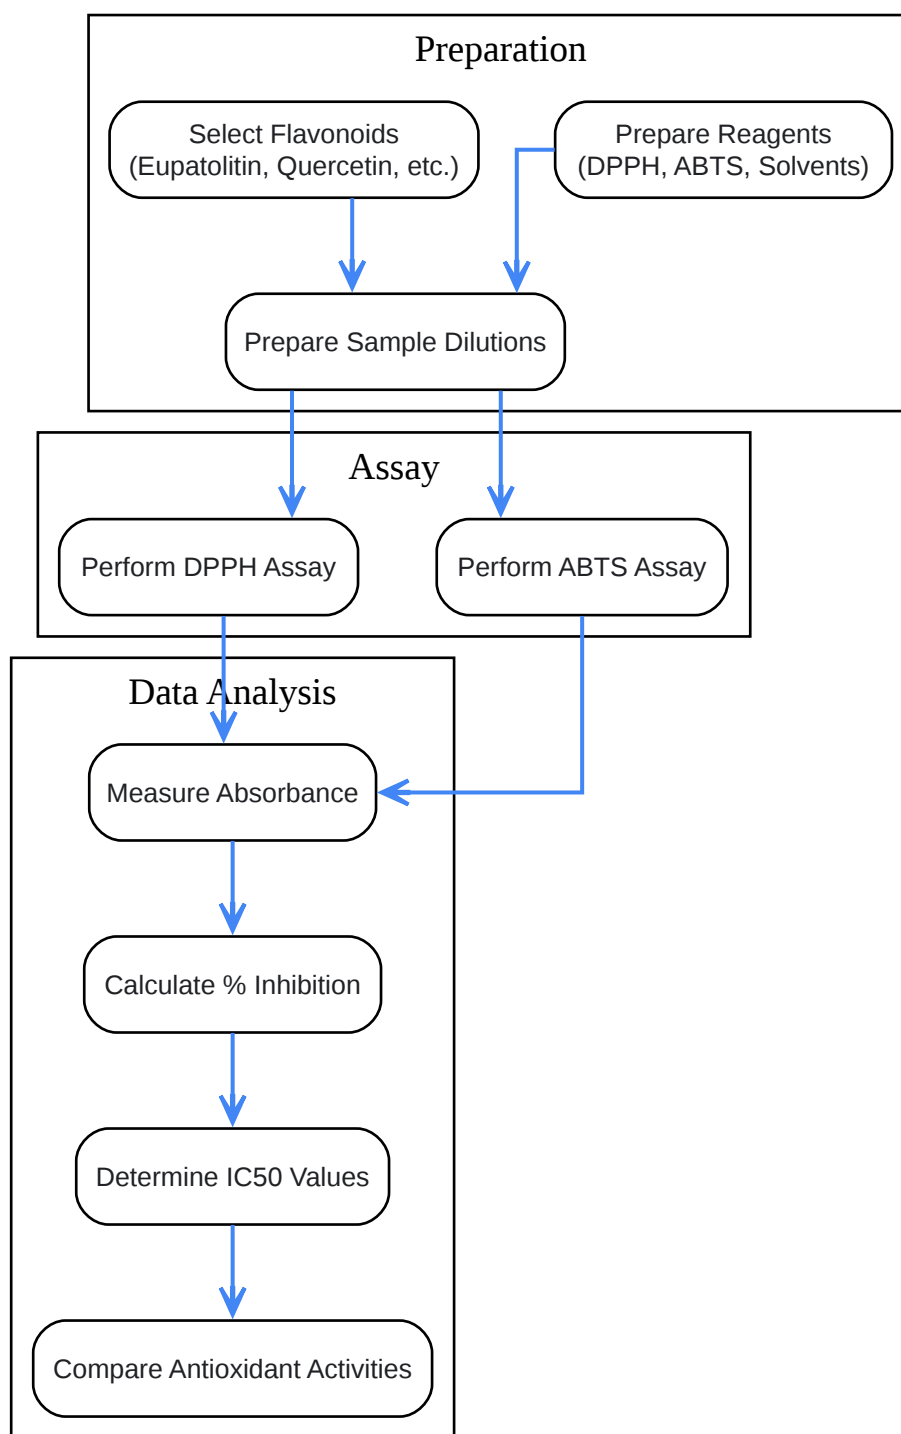 Preparation
Select Flavonoids
(Eupatolitin, Quercetin, etc.)
Prepare Reagents
(DPPH, ABTS, Solvents)
Prepare Sample Dilutions
Assay
Perform DPPH Assay
Perform ABTS Assay
Data Analysis
Measure Absorbance
Calculate % Inhibition
Determine IC50 Values
Compare Antioxidant Activities